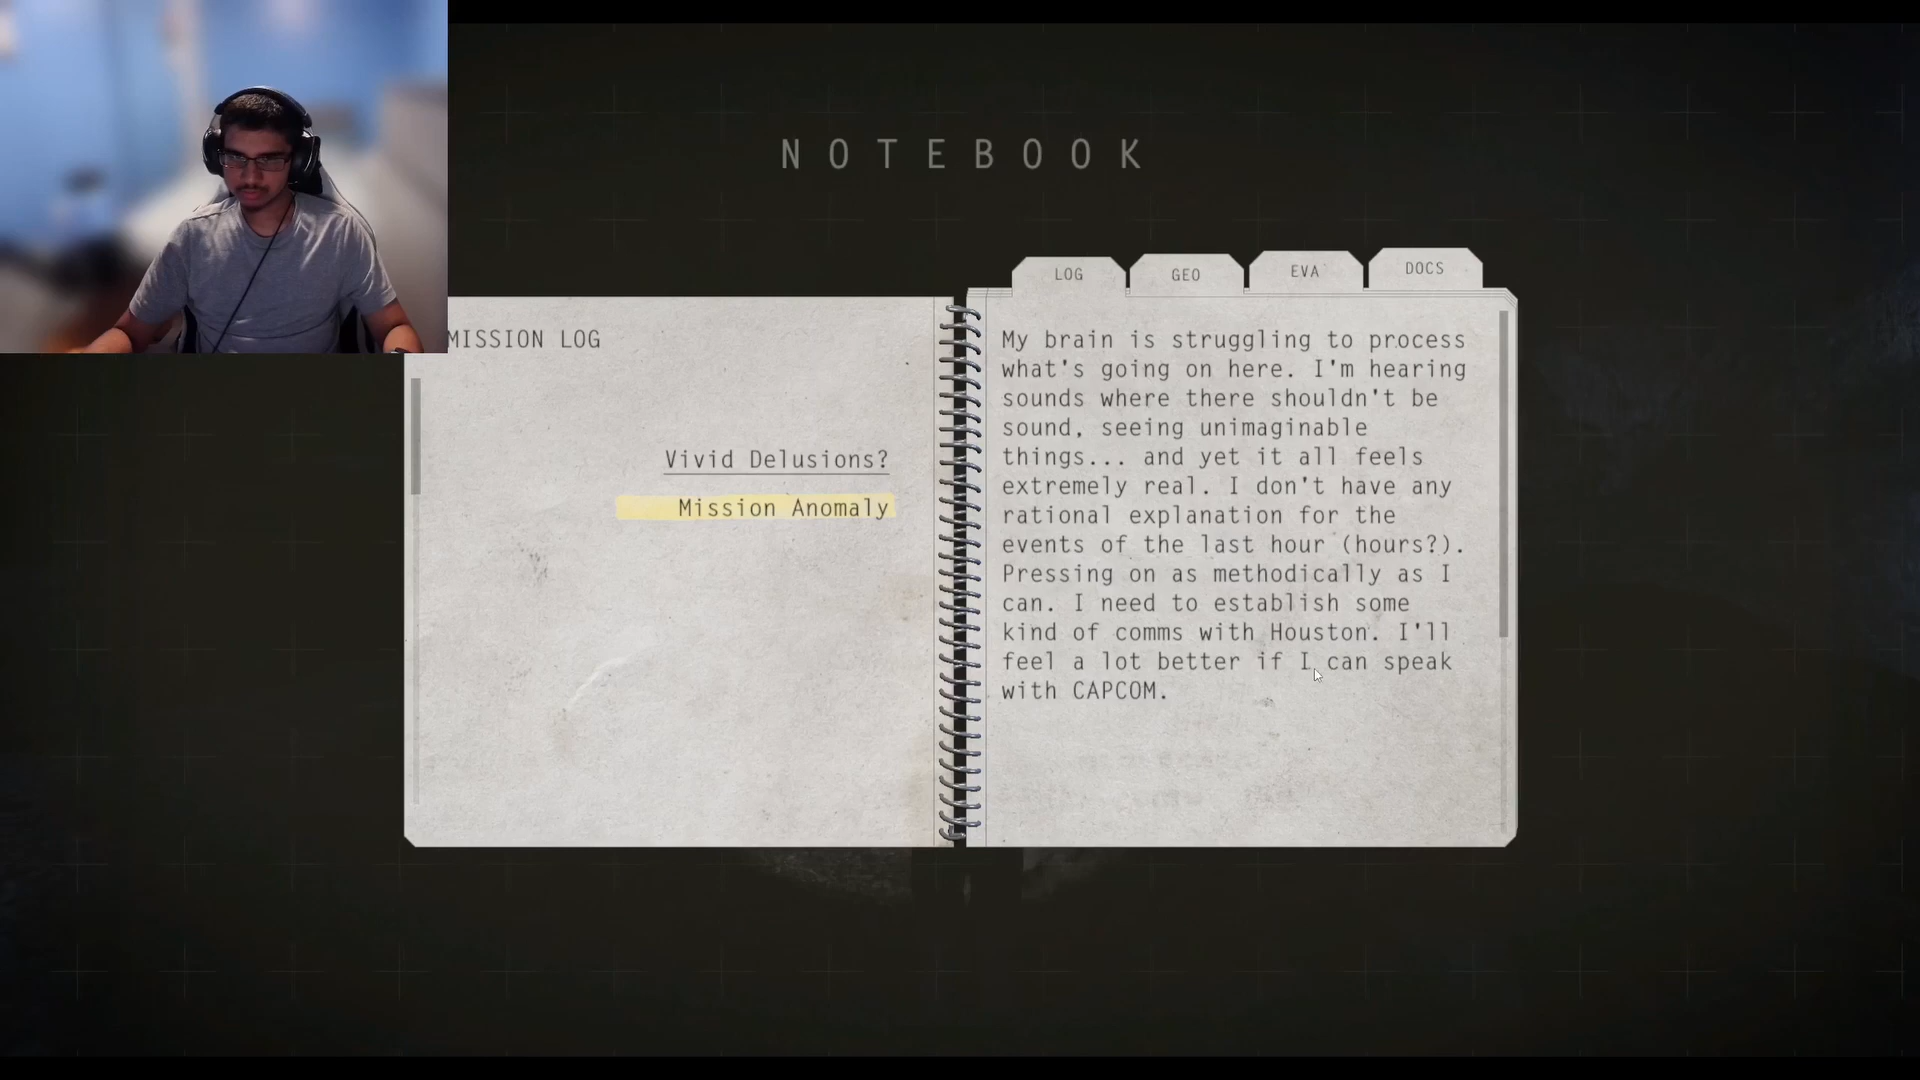 NOTEBOOK
LOG
GEO
EVA
DOCS
MISSION LOG
Vivid Delusions?
Mission Anomaly
My brain is struggling to process
what's going on here. I'm hearing
sounds where there shouldn't be
sound, seeing unimaginable
things... and yet it all feels
extremely real. I don't have any
rational explanation for the
events of the last hour (hours?).
Pressing on as methodically as I
can. I need to establish some
kind of comms with Houston. I'll
feel a lot better if I can speak
with CAPCOM.